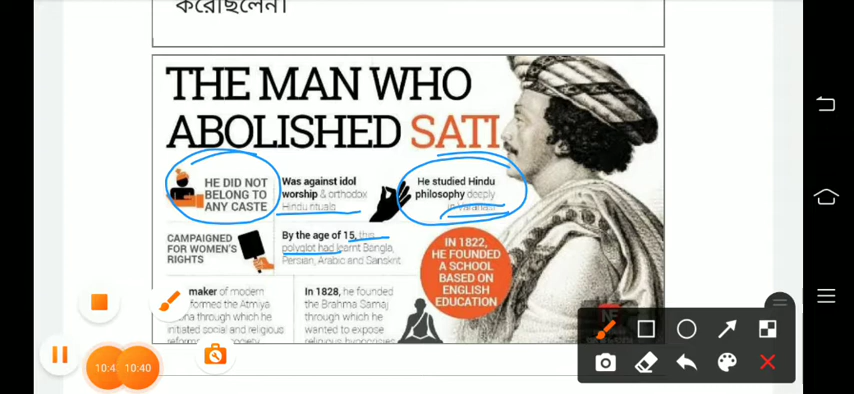 করেছিলেন।
THE MAN WHO
ABOLISHED SATI
HE DID NOT
BELONG TO
ANY CASTE
Was against idol
worship & orthodox
Hindu rituals
He studied Hindu
philosophy deeply
in Varanasi
CAMPAIGNED
FOR WOMEN'S
RIGHTS
By the age of 15, this
polyglot had learnt Bangla,
Persian, Arabic and Sanskrit
IN 1822,
HE FOUNDED
A SCHOOL
BASED ON
ENGLISH
EDUCATION
maker of modern
formed the Atmiya
through which he
initiated social and religious
In 1828, he founded
the Brahma Samaj
through which he
wanted to expose
religious hypocrisies
10:4
10:40